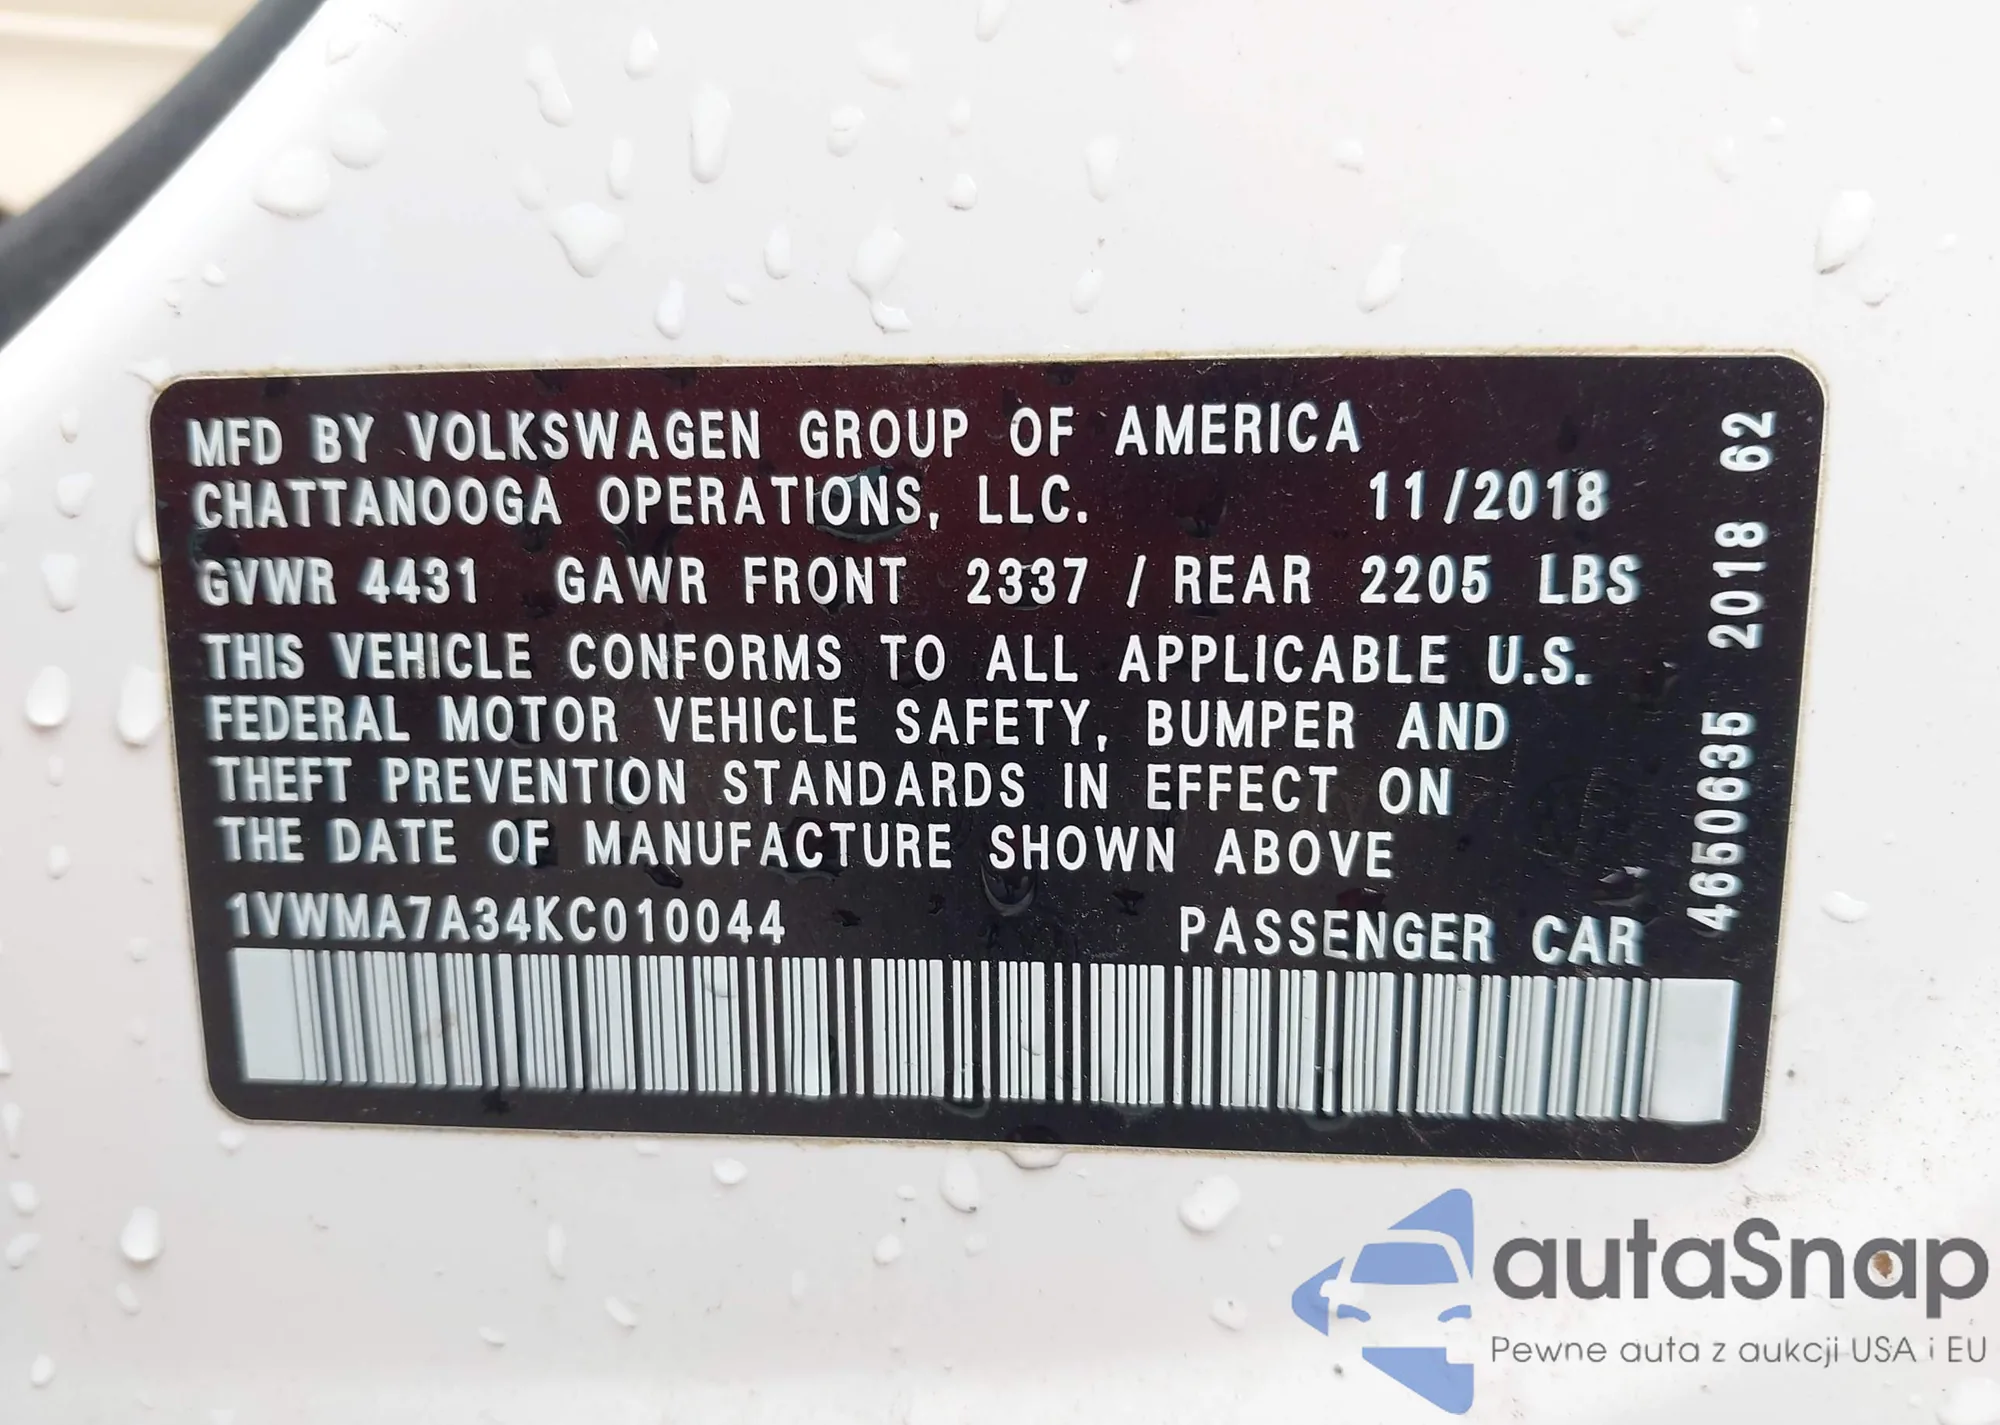 MFD BY VOLKSWAGEN GROUP OF AMERICA
CHATTANOOGA OPERATIONS, LLC. 11/2018
GVWR 4431 GAWR FRONT 2337 / REAR 2205 LBS
THIS VEHICLE CONFORMS TO ALL APPLICABLE U.S.
FEDERAL MOTOR VEHICLE SAFETY, BUMPER AND
THEFT PREVENTION STANDARDS IN EFFECT ON
THE DATE OF MANUFACTURE SHOWN ABOVE
1VWMA7A34KC010044 PASSENGER CAR
4650635 2018 62
autaSnap
Pewne auta z aukcji USA i EU